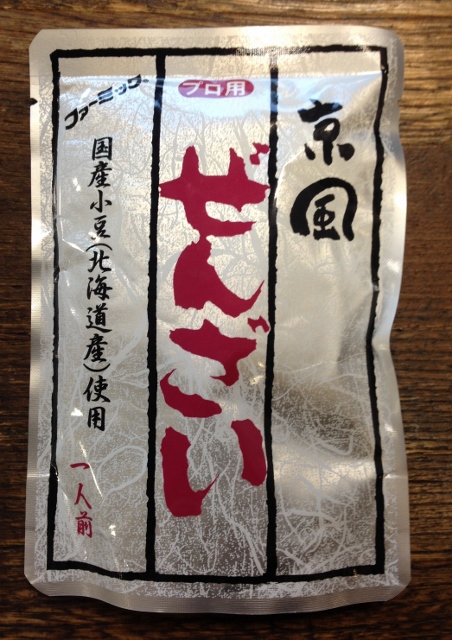 京風
プロ用
ぜんざい
ファーミック
国産小豆(北海道産)使用
一人前